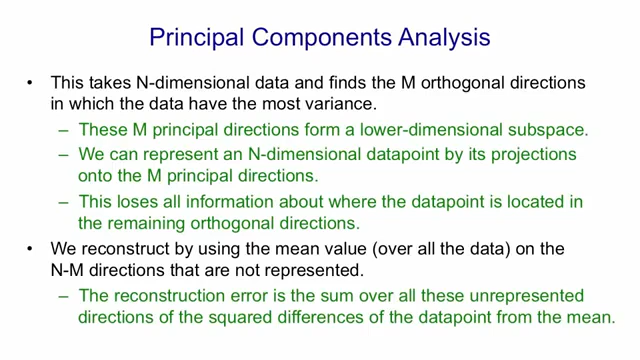 Principal Components Analysis
• This takes N-dimensional data and finds the M orthogonal directions
in which the data have the most variance.
– These M principal directions form a lower-dimensional subspace.
– We can represent an N-dimensional datapoint by its projections
onto the M principal directions.
– This loses all information about where the datapoint is located in
the remaining orthogonal directions.
• We reconstruct by using the mean value (over all the data) on the
N-M directions that are not represented.
– The reconstruction error is the sum over all these unrepresented
directions of the squared differences of the datapoint from the mean.